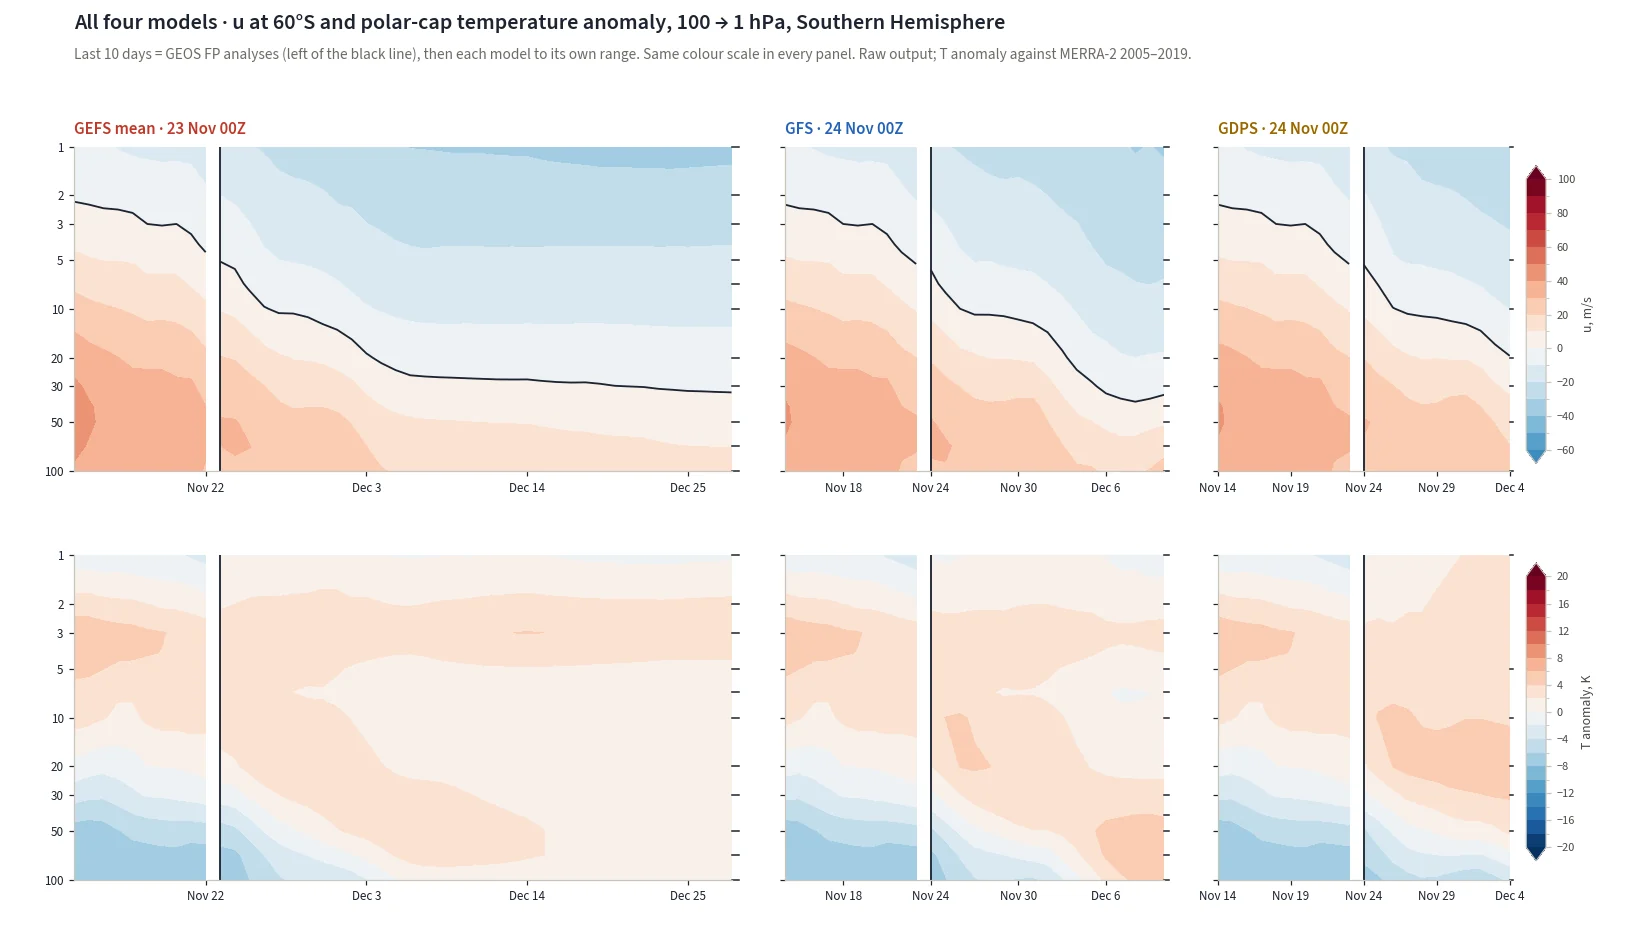 All four models · u at 60°S and polar-cap temperature anomaly, 100 → 1 hPa, Southern Hemisphere
Last 10 days = GEOS FP analyses (left of the black line), then each model to its own range. Same colour scale in every panel. Raw output; T anomaly against MERRA-2 2005–2019.
GEFS mean · 23 Nov 00Z
GFS · 24 Nov 00Z
GDPS · 24 Nov 00Z
1
2
3
5
10
20
30
50
100
Nov 22
Dec 3
Dec 14
Dec 25
Nov 18
Nov 24
Nov 30
Dec 6
Nov 14
Nov 19
Nov 24
Nov 29
Dec 4
100
80
60
40
20
0
−20
−40
−60
u, m/s
1
2
3
5
10
20
30
50
100
Nov 22
Dec 3
Dec 14
Dec 25
Nov 18
Nov 24
Nov 30
Dec 6
Nov 14
Nov 19
Nov 24
Nov 29
Dec 4
20
16
12
8
4
0
−4
−8
−12
−16
−20
T anomaly, K